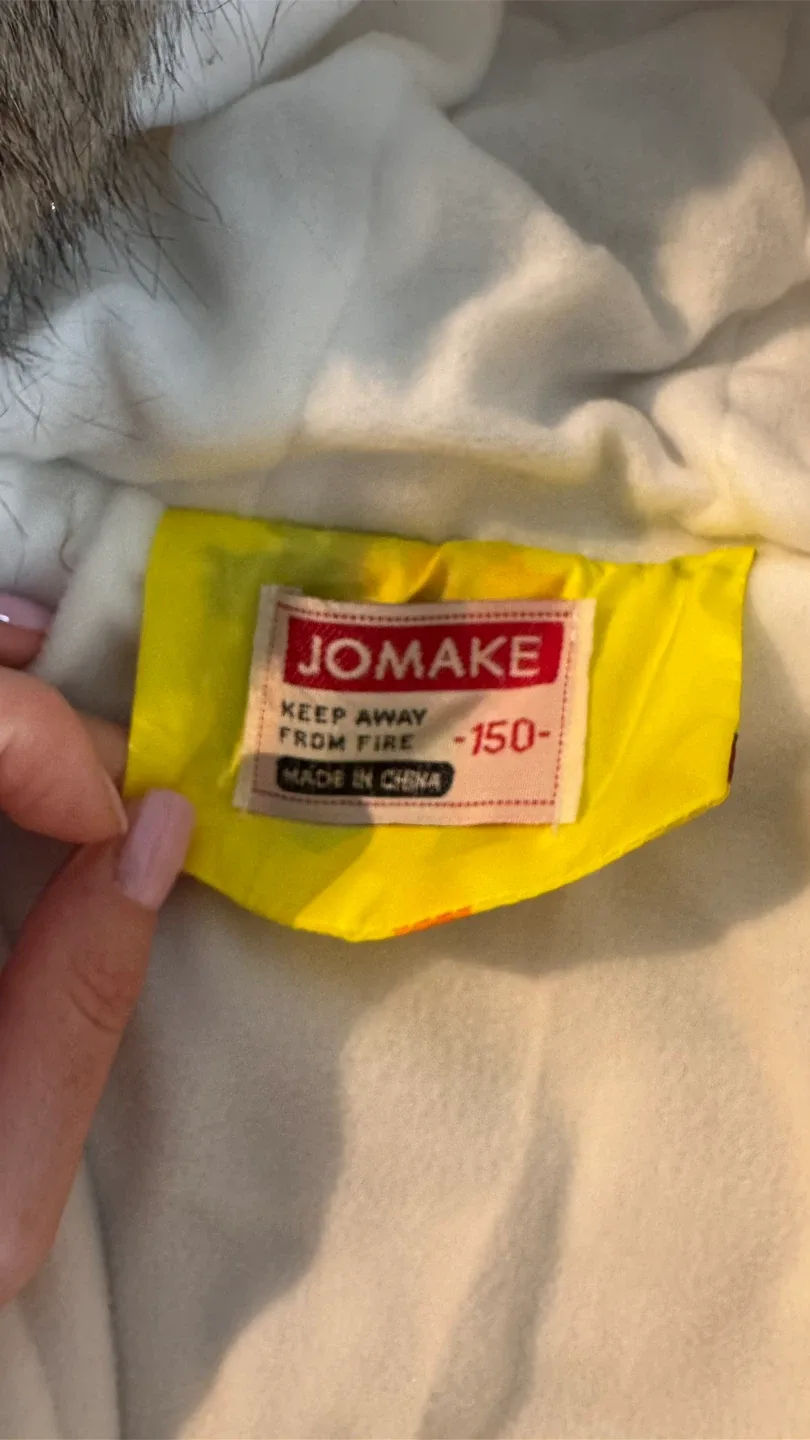 JOMAKE
KEEP AWAY
FROM FIRE
-150-
MADE IN CHINA